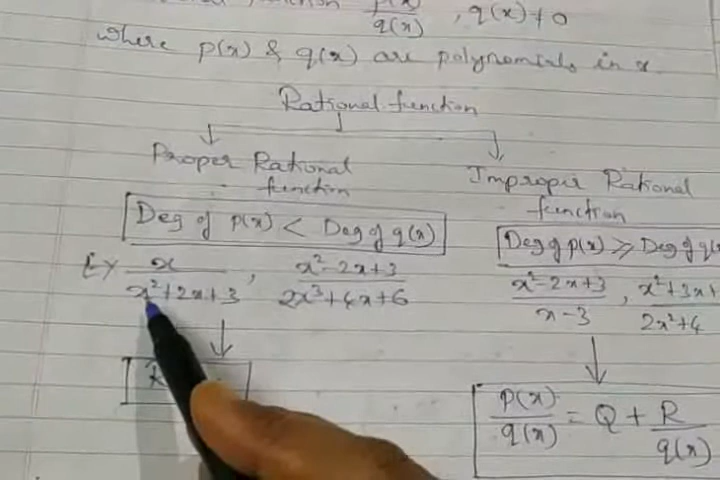 function p(x)/q(x) , q(x) ≠ 0
where p(x) & q(x) are polynomials in x.
Rational function
Proper Rational function
Improper Rational function
Deg of p(x) < Deg of q(x)
Deg of p(x) ≥ Deg of q(
Ex x/(x²+2x+3) , (x²-2x+3)/(2x³+4x+6)
(x²-2x+3)/(x-3) , (x²+3x+)/(2x²+4)
p(x)/q(x) = Q + R/q(x)